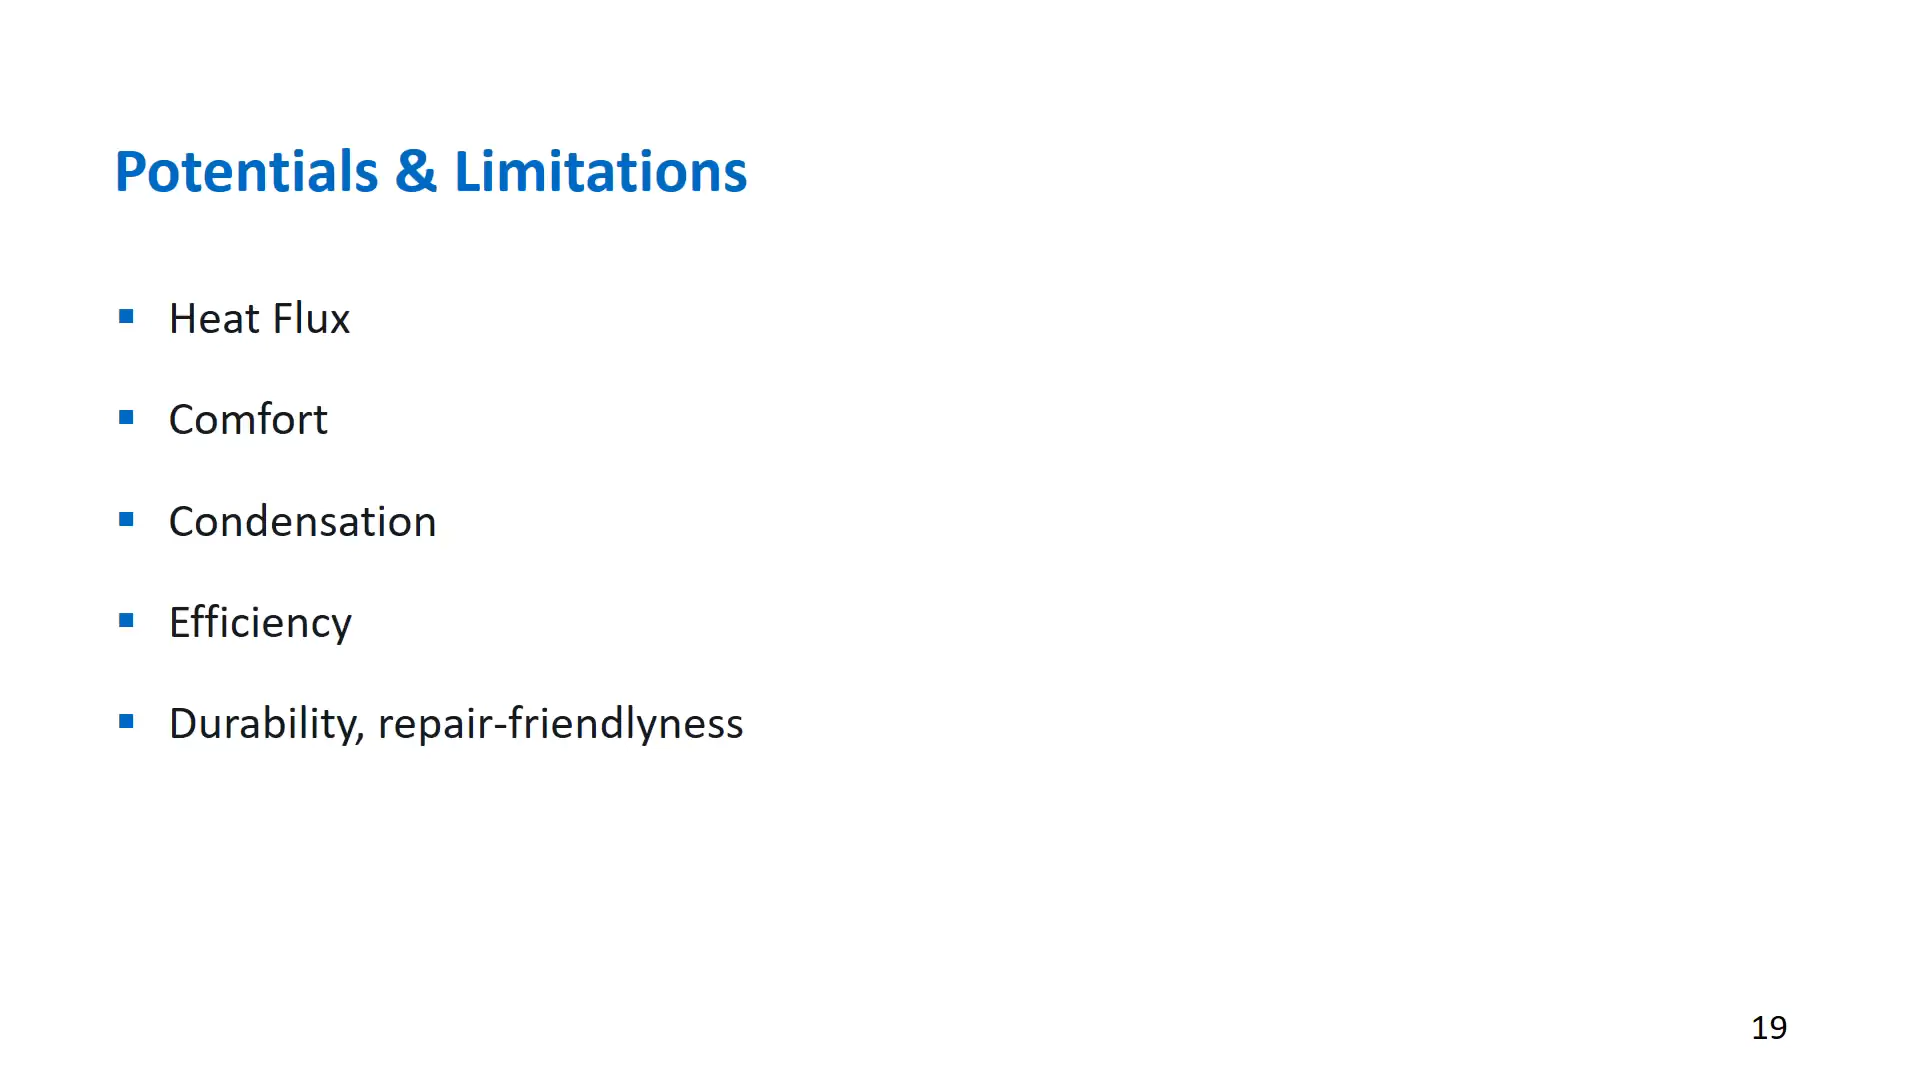 Potentials & Limitations
▪ Heat Flux
▪ Comfort
▪ Condensation
▪ Efficiency
▪ Durability, repair-friendlyness
19